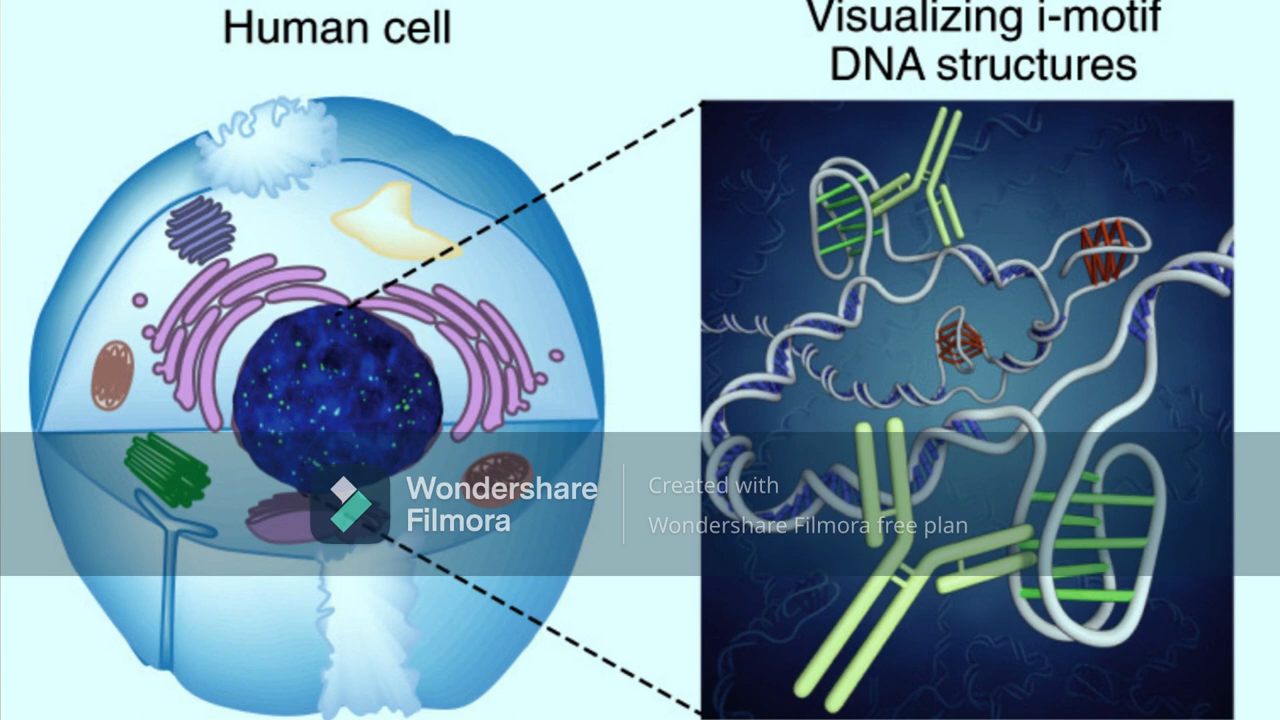 Human cell
Visualizing i-motif
DNA structures
Wondershare
Filmora
Created with
Wondershare Filmora free plan